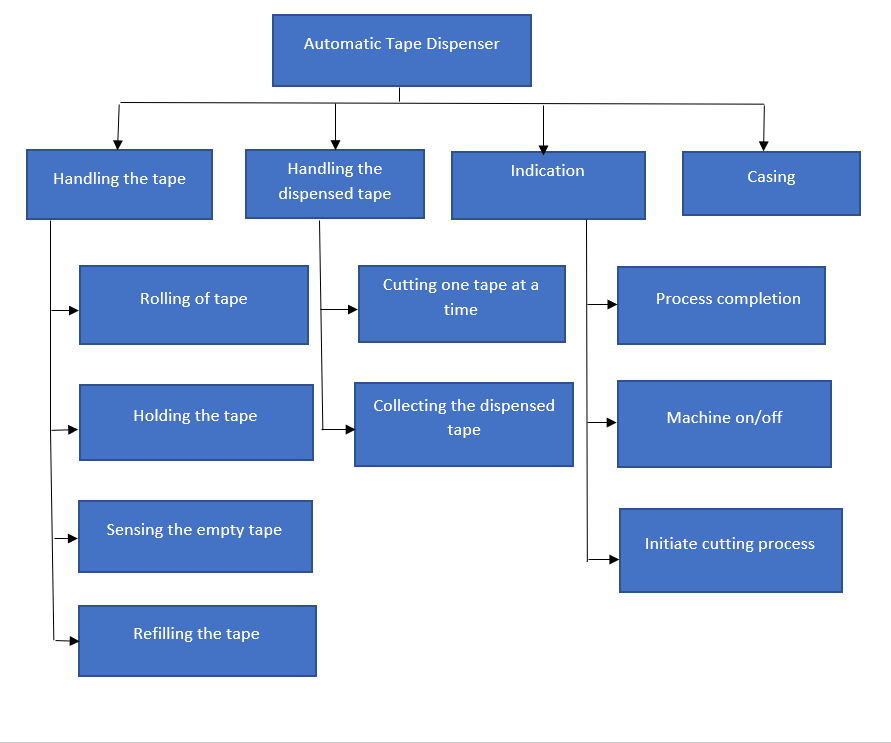 Automatic Tape Dispenser
Handling the tape
Handling the
dispensed tape
Indication
Casing
Rolling of tape
Holding the tape
Sensing the empty tape
Refilling the tape
Cutting one tape at a
time
Collecting the dispensed
tape
Process completion
Machine on/off
Initiate cutting process